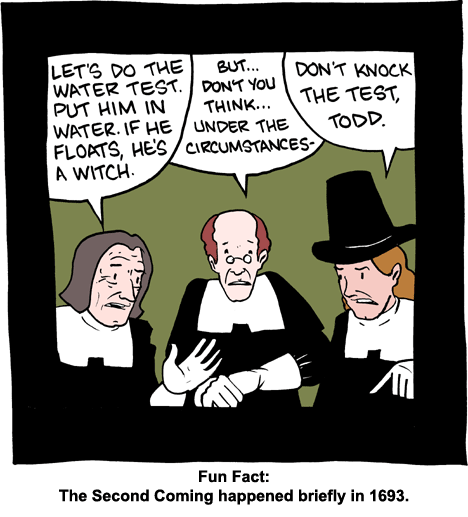 LET'S DO THE
WATER TEST.
PUT HIM IN
WATER. IF HE
FLOATS, HE'S
A WITCH.
BUT...
DON'T YOU
THINK...
UNDER THE
CIRCUMSTANCES-
DON'T KNOCK
THE TEST,
TODD.
Fun Fact:
The Second Coming happened briefly in 1693.